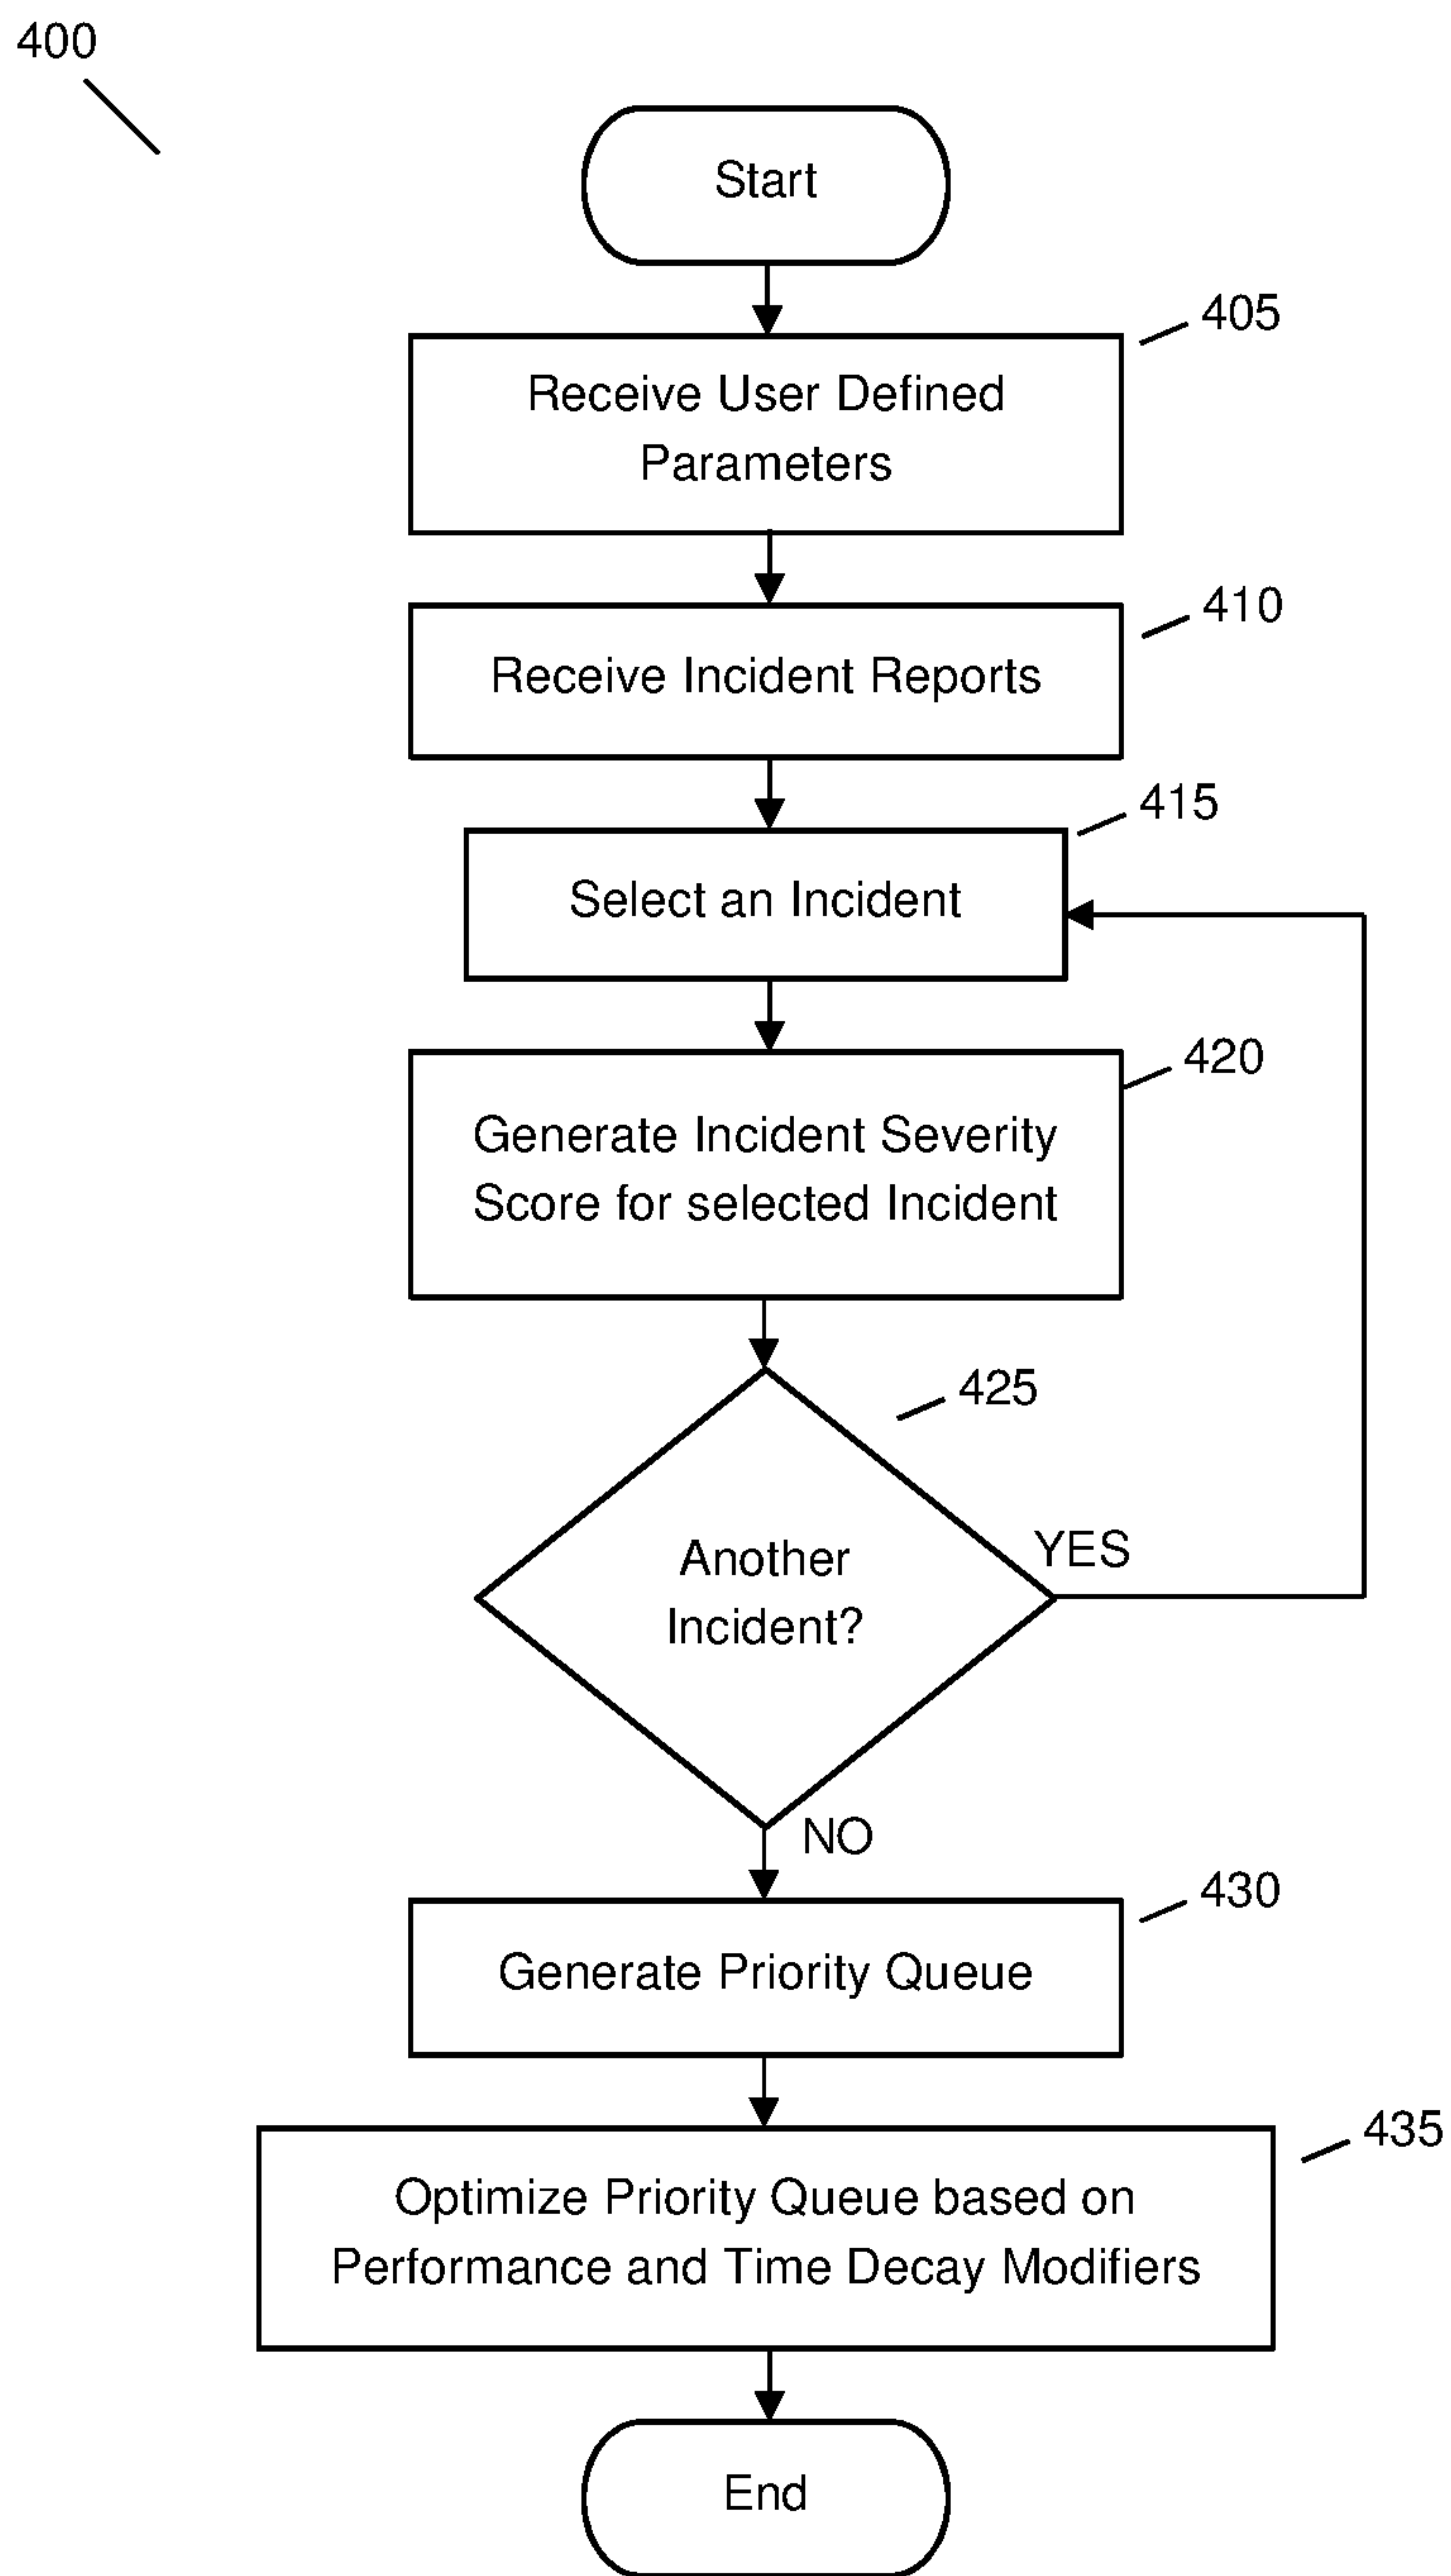 400
Start
405
Receive User Defined
Parameters
410
Receive Incident Reports
415
Select an Incident
420
Generate Incident Severity
Score for selected Incident
425
Another
Incident?
YES
NO
430
Generate Priority Queue
435
Optimize Priority Queue based on
Performance and Time Decay Modifiers
End